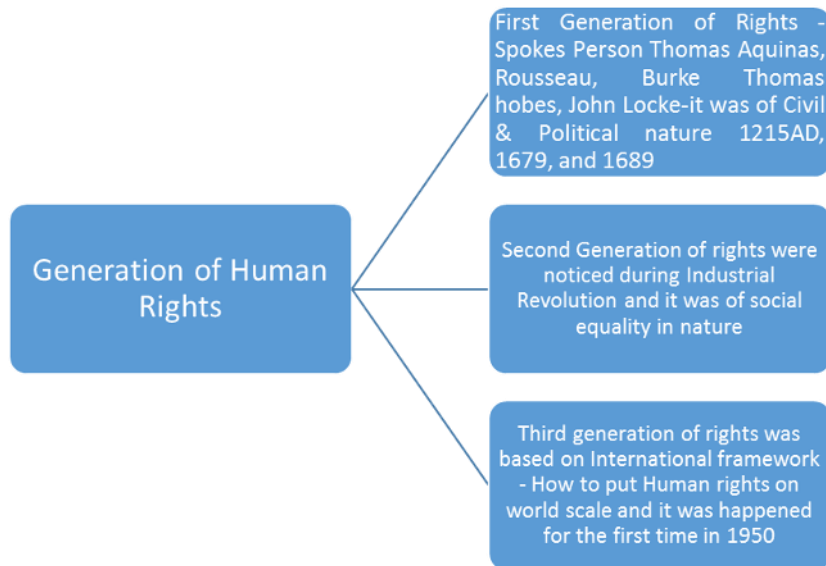 Generation of Human
Rights
First Generation of Rights -
Spokes Person Thomas Aquinas,
Rousseau, Burke Thomas
hobes, John Locke-it was of Civil
& Political nature 1215AD,
1679, and 1689
Second Generation of rights were
noticed during Industrial
Revolution and it was of social
equality in nature
Third generation of rights was
based on International framework
- How to put Human rights on
world scale and it was happened
for the first time in 1950